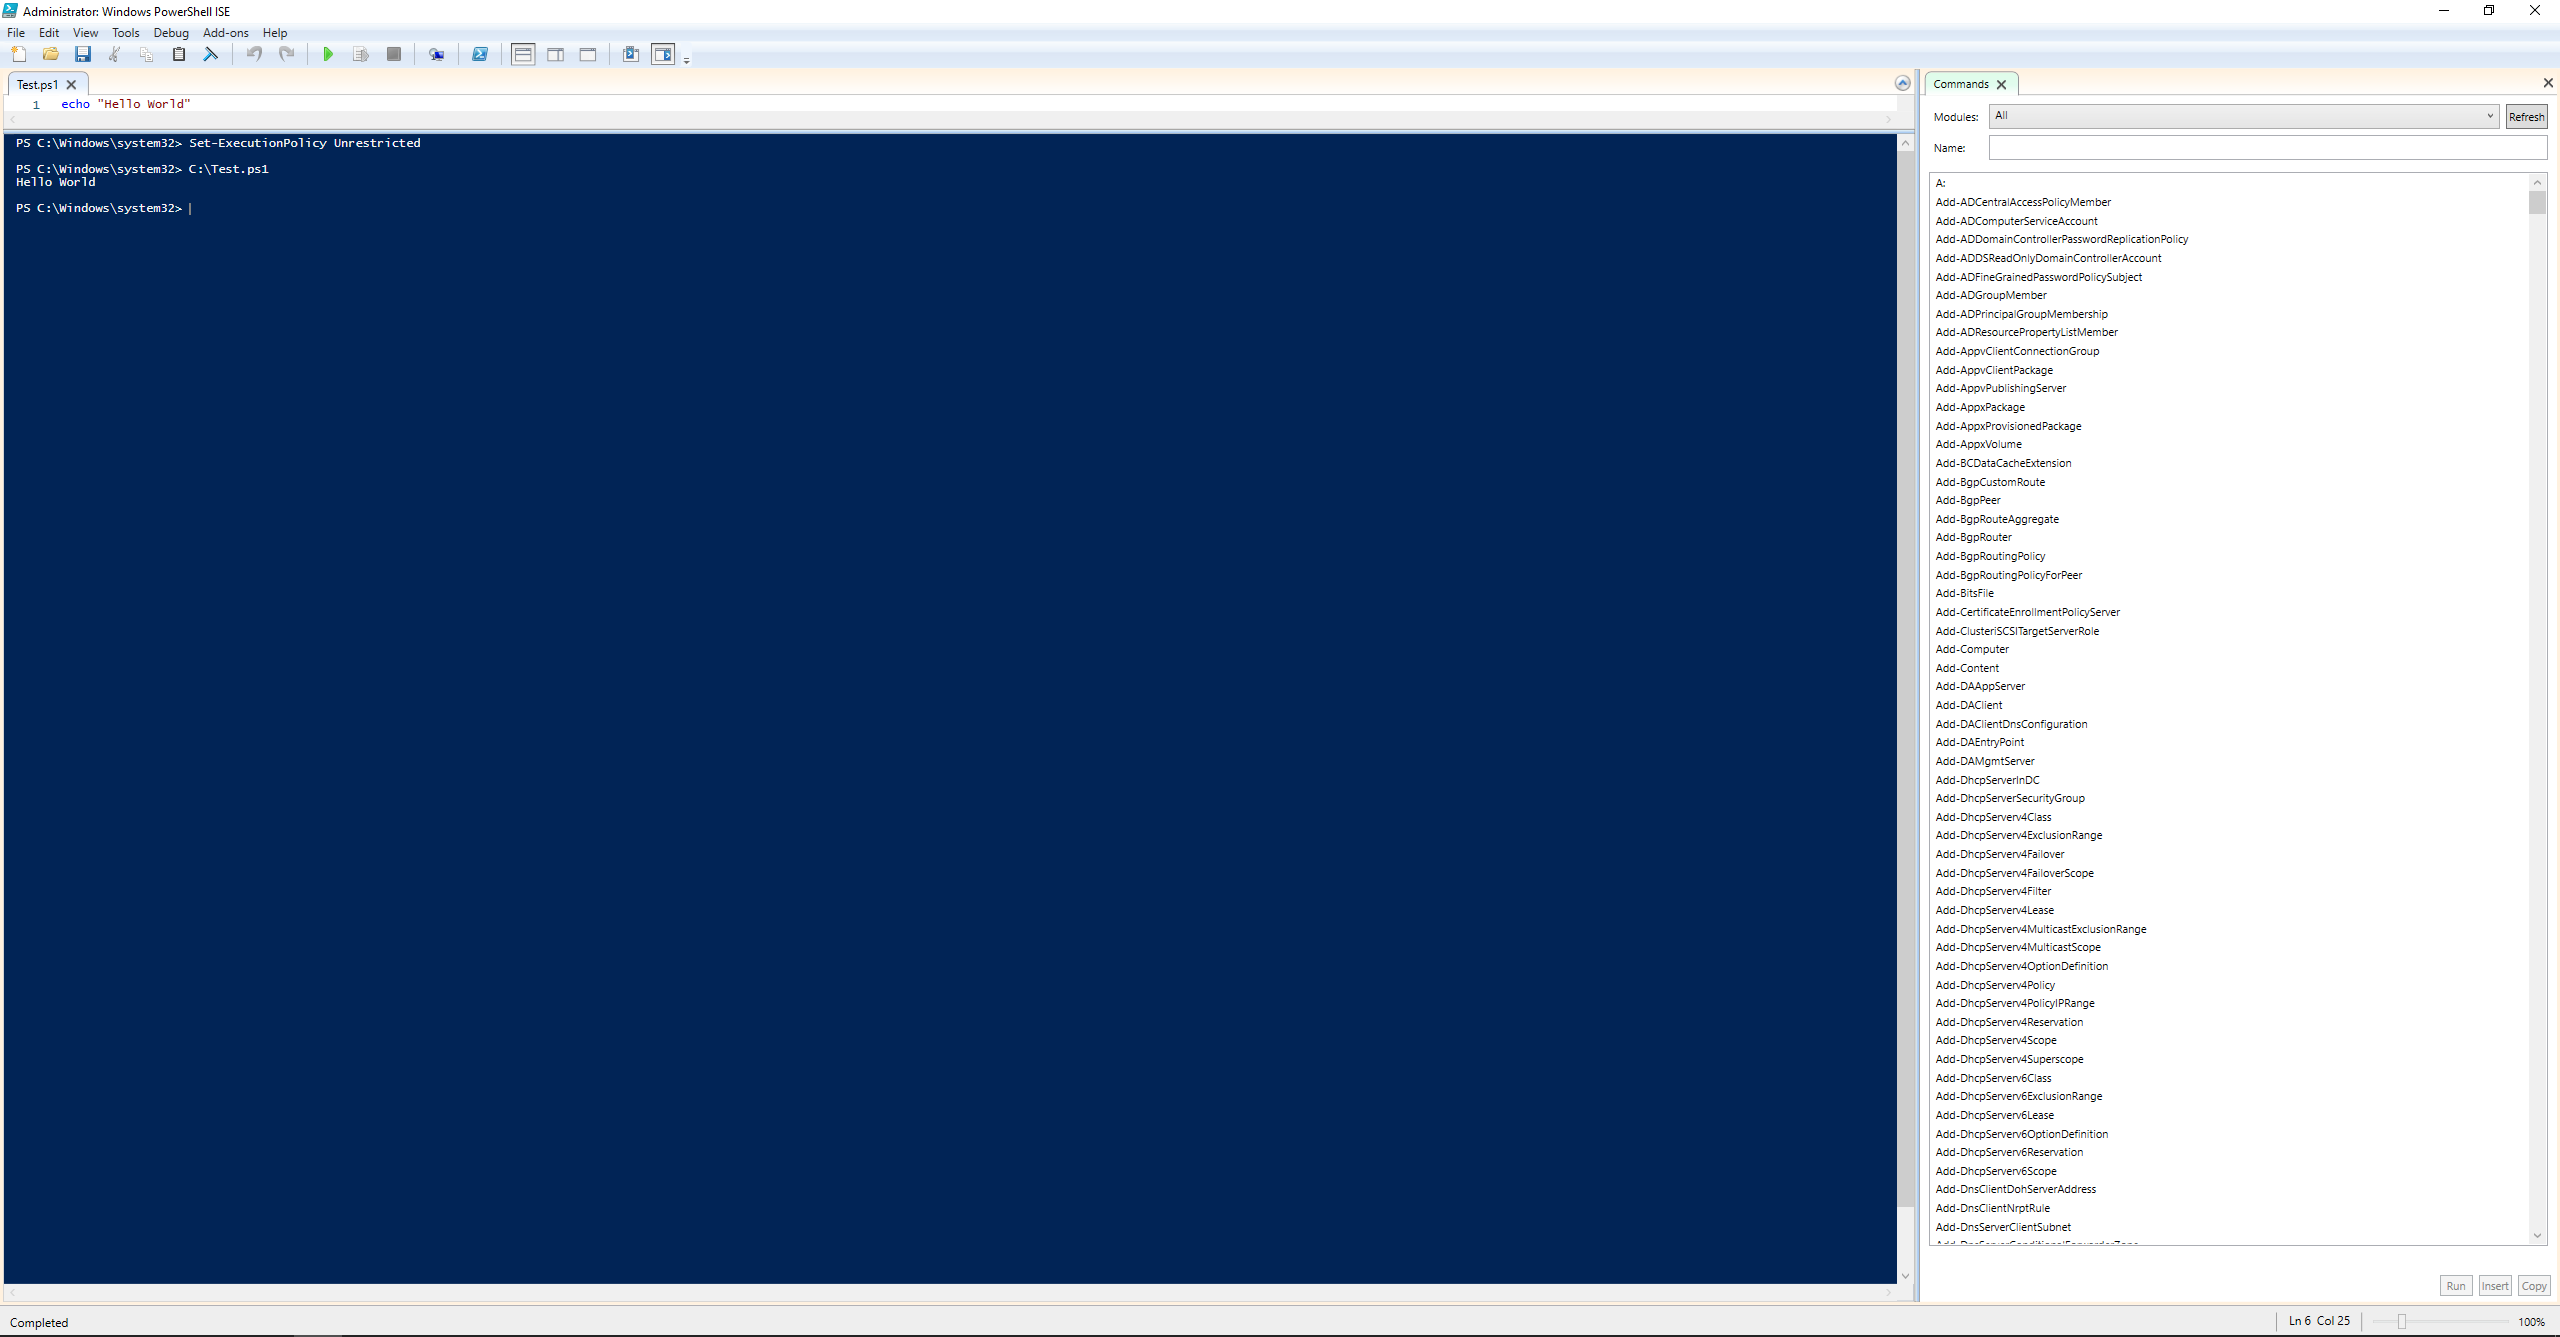 Administrator: Windows PowerShell ISE
File Edit View Tools Debug Add-ons Help
Test.ps1
1 echo "Hello World"
PS C:\Windows\system32> Set-ExecutionPolicy Unrestricted
PS C:\Windows\system32> C:\Test.ps1
Hello World
PS C:\Windows\system32>
Commands
Modules: All Refresh
Name:
A:
Add-ADCentralAccessPolicyMember
Add-ADComputerServiceAccount
Add-ADDomainControllerPasswordReplicationPolicy
Add-ADDSReadOnlyDomainControllerAccount
Add-ADFineGrainedPasswordPolicySubject
Add-ADGroupMember
Add-ADPrincipalGroupMembership
Add-ADResourcePropertyListMember
Add-AppvClientConnectionGroup
Add-AppvClientPackage
Add-AppvPublishingServer
Add-AppxPackage
Add-AppxProvisionedPackage
Add-AppxVolume
Add-BCDataCacheExtension
Add-BgpCustomRoute
Add-BgpPeer
Add-BgpRouteAggregate
Add-BgpRouter
Add-BgpRoutingPolicy
Add-BgpRoutingPolicyForPeer
Add-BitsFile
Add-CertificateEnrollmentPolicyServer
Add-ClusteriSCSITargetServerRole
Add-Computer
Add-Content
Add-DAAppServer
Add-DAClient
Add-DAClientDnsConfiguration
Add-DAEntryPoint
Add-DAMgmtServer
Add-DhcpServerInDC
Add-DhcpServerSecurityGroup
Add-DhcpServerv4Class
Add-DhcpServerv4ExclusionRange
Add-DhcpServerv4Failover
Add-DhcpServerv4FailoverScope
Add-DhcpServerv4Filter
Add-DhcpServerv4Lease
Add-DhcpServerv4MulticastExclusionRange
Add-DhcpServerv4MulticastScope
Add-DhcpServerv4OptionDefinition
Add-DhcpServerv4Policy
Add-DhcpServerv4PolicyIPRange
Add-DhcpServerv4Reservation
Add-DhcpServerv4Scope
Add-DhcpServerv4Superscope
Add-DhcpServerv6Class
Add-DhcpServerv6ExclusionRange
Add-DhcpServerv6Lease
Add-DhcpServerv6OptionDefinition
Add-DhcpServerv6Reservation
Add-DhcpServerv6Scope
Add-DnsClientDohServerAddress
Add-DnsClientNrptRule
Add-DnsServerClientSubnet
Run Insert Copy
Completed
Ln 6 Col 25
100%